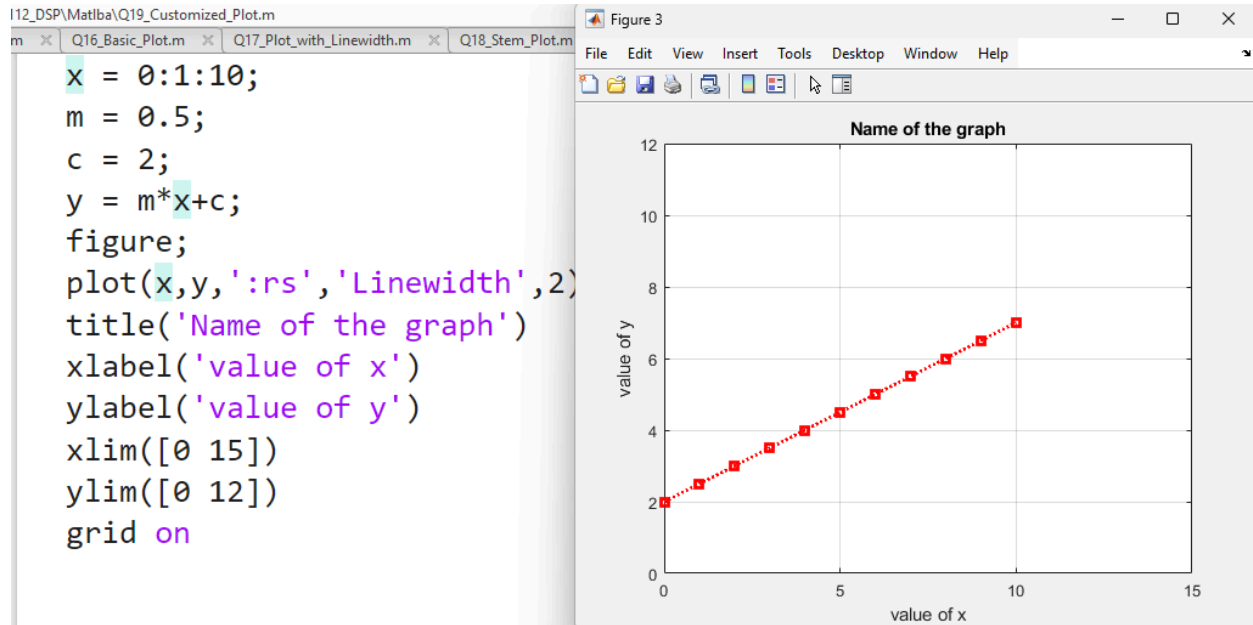 I12_DSP\Matlba\Q19_Customized_Plot.m
m Q16_Basic_Plot.m Q17_Plot_with_Linewidth.m Q18_Stem_Plot.m
x = 0:1:10;
m = 0.5;
c = 2;
y = m*x+c;
figure;
plot(x,y,':rs','Linewidth',2)
title('Name of the graph')
xlabel('value of x')
ylabel('value of y')
xlim([0 15])
ylim([0 12])
grid on
Figure 3
File Edit View Insert Tools Desktop Window Help
Name of the graph
12
10
8
6
4
2
0
value of y
0 5 10 15
value of x